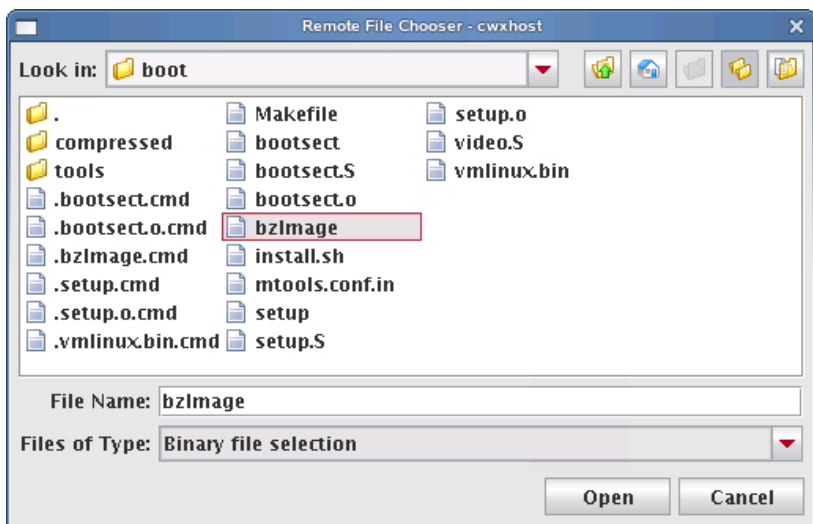 Remote File Chooser - cwxhost
Look in: boot
.
compressed
tools
.bootsect.cmd
.bootsect.o.cmd
.bzImage.cmd
.setup.cmd
.setup.o.cmd
.vmlinux.bin.cmd
Makefile
bootsect
bootsect.S
bootsect.o
bzImage
install.sh
mtools.conf.in
setup
setup.S
setup.o
video.S
vmlinux.bin
File Name: bzImage
Files of Type: Binary file selection
Open Cancel